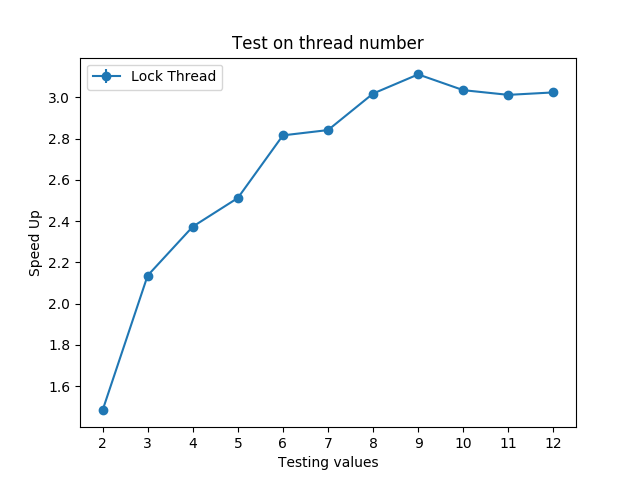 Test on thread number
Lock Thread
Speed Up
3.0
2.8
2.6
2.4
2.2
2.0
1.8
1.6
2 3 4 5 6 7 8 9 10 11 12
Testing values